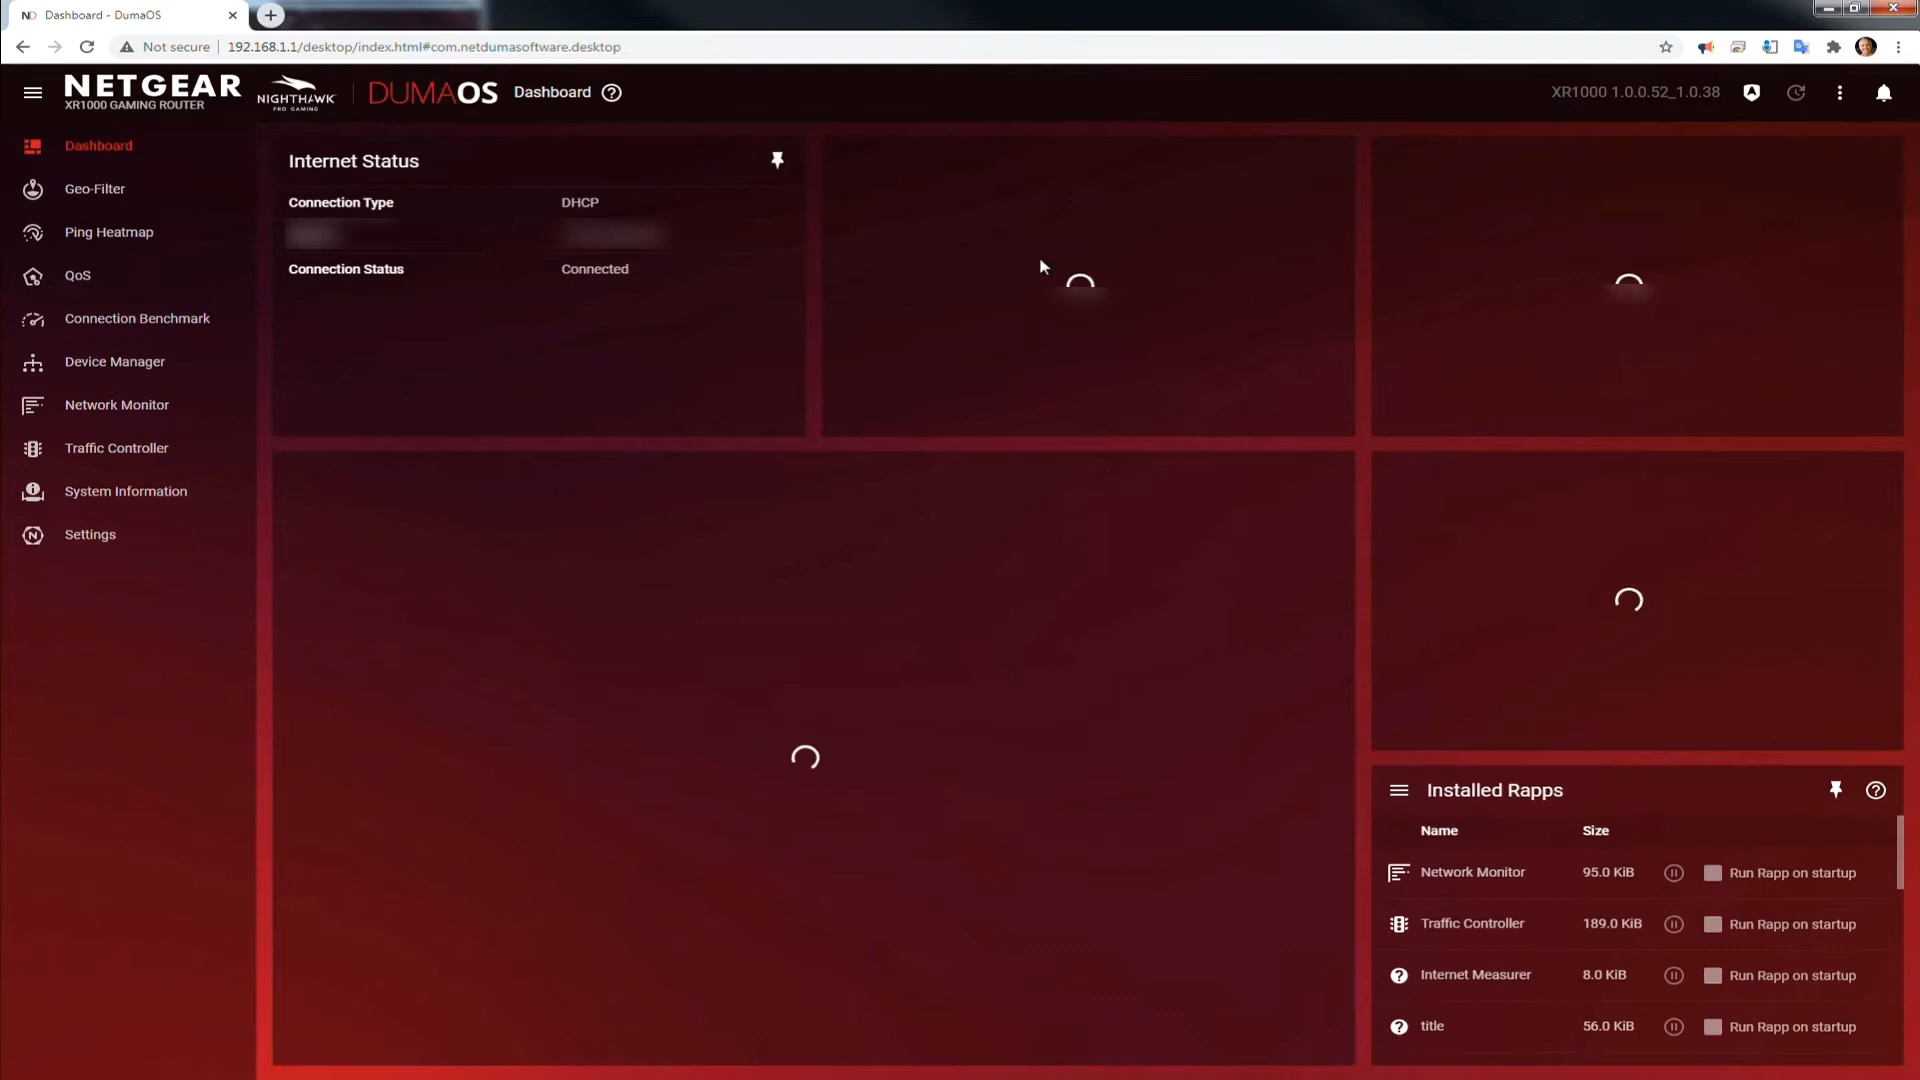 Dashboard - DumaOS
Not secure
192.168.1.1/desktop/index.html#com.netdumasoftware.desktop
NETGEAR
XR1000 GAMING ROUTER
NIGHTHAWK
PRO GAMING
DUMAOS
Dashboard
XR1000 1.0.0.52_1.0.38
Dashboard
Geo-Filter
Ping Heatmap
QoS
Connection Benchmark
Device Manager
Network Monitor
Traffic Controller
System Information
Settings
Internet Status
Connection Type DHCP
Connection Status Connected
Installed Rapps
Name Size
Network Monitor 95.0 KiB Run Rapp on startup
Traffic Controller 189.0 KiB Run Rapp on startup
Internet Measurer 8.0 KiB Run Rapp on startup
title 56.0 KiB Run Rapp on startup